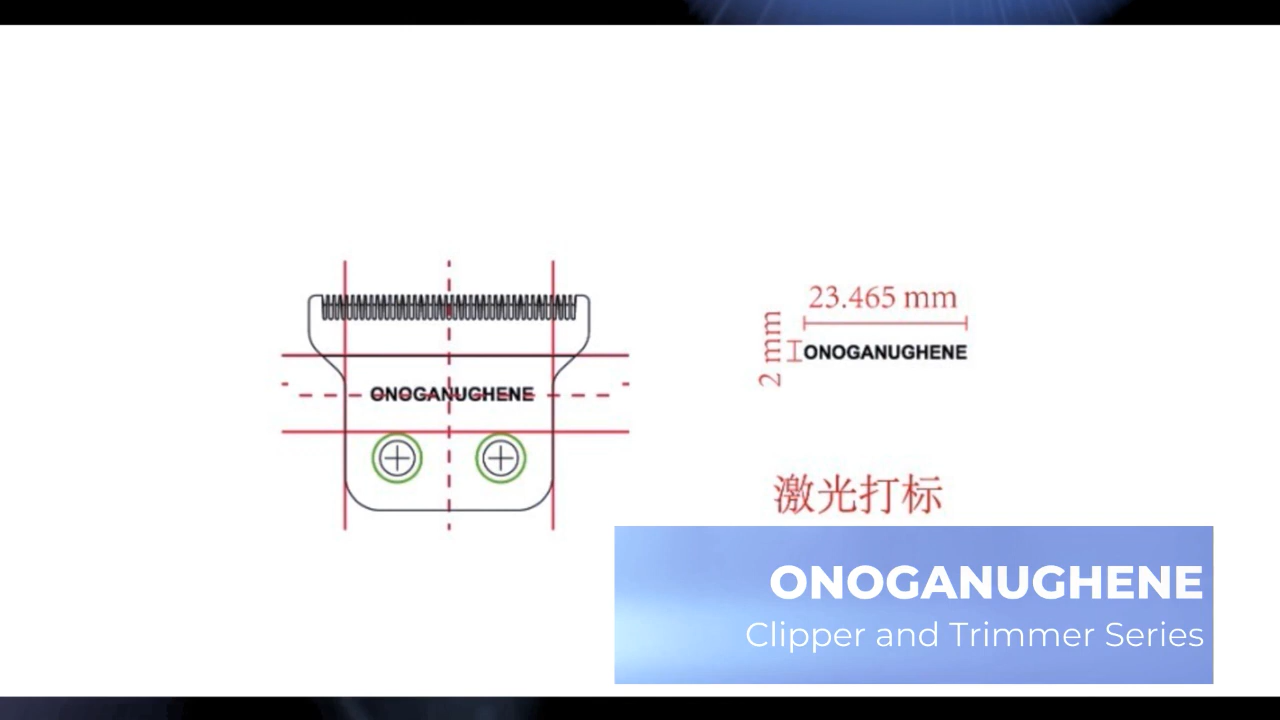 ONOGANUGHENE
23.465 mm
2 mm
ONOGANUGHENE
激光打标
ONOGANUGHENE
Clipper and Trimmer Series